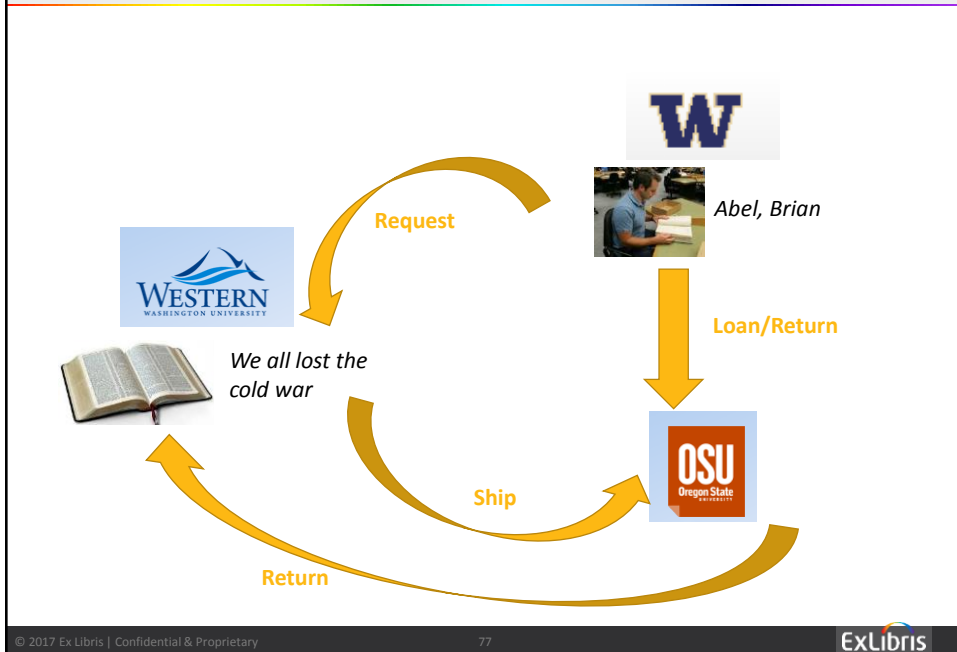 W
Abel, Brian
Request
WESTERN
WASHINGTON UNIVERSITY
Loan/Return
We all lost the
cold war
OSU
Oregon State
UNIVERSITY
Ship
Return
© 2017 Ex Libris | Confidential & Proprietary
77
ExLibris